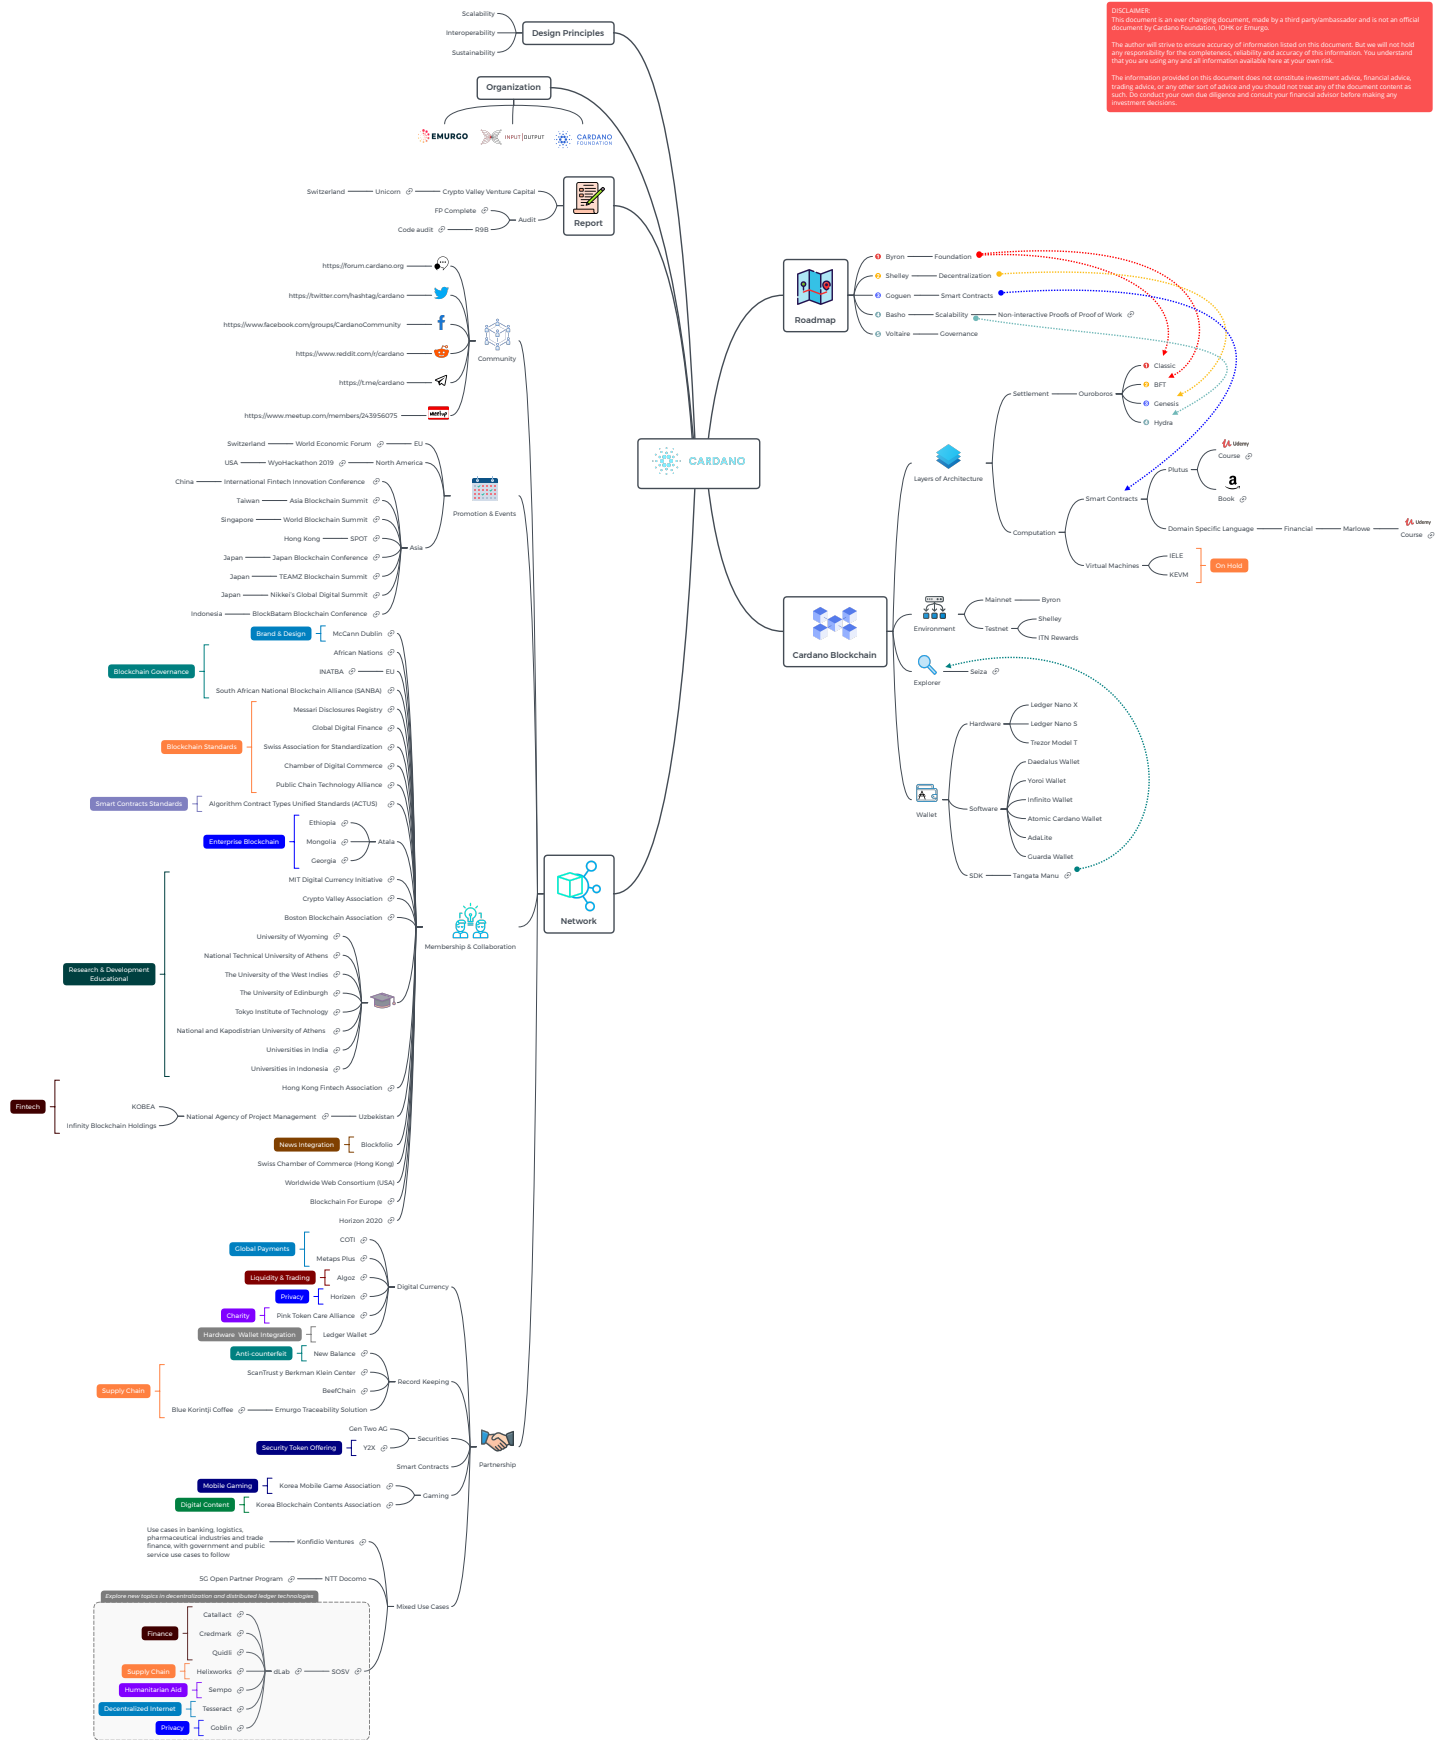 DISCLAIMER:
This document is an ever changing document, made by a third party/ambassador and is not an official
document by Cardano Foundation, IOHK or Emurgo.
The author will strive to ensure accuracy of information listed on this document. But we will not hold
any responsibility for the completeness, reliability and accuracy of this information. You understand
that you are using any and all information available here at your own risk.
The information provided on this document does not constitute investment advice, financial advice,
trading advice, or any other sort of advice and you should not treat any of the document content as
such. Do conduct your own due diligence and consult your financial advisor before making any
investment decisions.
Scalability
Interoperability
Sustainability
Design Principles
Organization
EMURGO
INPUT OUTPUT
CARDANO
FOUNDATION
Switzerland
Unicorn
Crypto Valley Venture Capital
FP Complete
Audit
Code audit
R9B
Report
https://forum.cardano.org
https://twitter.com/hashtag/cardano
https://www.facebook.com/groups/CardanoCommunity
https://www.reddit.com/r/cardano
https://t.me/cardano
https://www.meetup.com/members/243956075
Meetup
Community
Switzerland
World Economic Forum
EU
USA
WyoHackathon 2019
North America
China
International Fintech Innovation Conference
Taiwan
Asia Blockchain Summit
Singapore
World Blockchain Summit
Hong Kong
SPOT
Japan
Japan Blockchain Conference
Japan
TEAMZ Blockchain Summit
Japan
Nikkei's Global Digital Summit
Indonesia
BlockBatam Blockchain Conference
Asia
Promotion & Events
Brand & Design
McCann Dublin
African Nations
Blockchain Governance
INATBA
EU
South African National Blockchain Alliance (SANBA)
Messari Disclosures Registry
Global Digital Finance
Blockchain Standards
Swiss Association for Standardization
Chamber of Digital Commerce
Public Chain Technology Alliance
Smart Contracts Standards
Algorithm Contract Types Unified Standards (ACTUS)
Ethiopia
Enterprise Blockchain
Mongolia
Atala
Georgia
MIT Digital Currency Initiative
Crypto Valley Association
Boston Blockchain Association
University of Wyoming
National Technical University of Athens
Research & Development
Educational
The University of the West Indies
The University of Edinburgh
Tokyo Institute of Technology
National and Kapodistrian University of Athens
Universities in India
Universities in Indonesia
Hong Kong Fintech Association
Fintech
KOBEA
Infinity Blockchain Holdings
National Agency of Project Management
Uzbekistan
News Integration
Blockfolio
Swiss Chamber of Commerce (Hong Kong)
Worldwide Web Consortium (USA)
Blockchain For Europe
Horizon 2020
Membership & Collaboration
Network
Global Payments
COTI
Metaps Plus
Liquidity & Trading
Algoz
Privacy
Horizen
Charity
Pink Token Care Alliance
Hardware Wallet Integration
Ledger Wallet
Digital Currency
Anti-counterfeit
New Balance
ScanTrust y Berkman Klein Center
Supply Chain
BeefChain
Blue Korintji Coffee
Emurgo Traceability Solution
Record Keeping
Gen Two AG
Security Token Offering
Y2X
Securities
Smart Contracts
Mobile Gaming
Korea Mobile Game Association
Digital Content
Korea Blockchain Contents Association
Gaming
Partnership
Use cases in banking, logistics,
pharmaceutical industries and trade
finance, with government and public
service use cases to follow
Konfidio Ventures
5G Open Partner Program
NTT Docomo
Mixed Use Cases
Explore new topics in decentralization and distributed ledger technologies
Catallact
Finance
Credmark
Quidli
Supply Chain
Helixworks
dLab
SOSV
Humanitarian Aid
Sempo
Decentralized Internet
Tesseract
Privacy
Goblin
CARDANO
Roadmap
1 Byron
Foundation
2 Shelley
Decentralization
3 Goguen
Smart Contracts
4 Basho
Scalability
Non-interactive Proofs of Proof of Work
5 Voltaire
Governance
Settlement
Ouroboros
1 Classic
2 BFT
3 Genesis
4 Hydra
Layers of Architecture
Computation
Smart Contracts
Plutus
Udemy
Course
a
Book
Domain Specific Language
Financial
Marlowe
Udemy
Course
Virtual Machines
IELE
KEVM
On Hold
Cardano Blockchain
Environment
Mainnet
Byron
Testnet
Shelley
ITN Rewards
Explorer
Seiza
Wallet
Hardware
Ledger Nano X
Ledger Nano S
Trezor Model T
Software
Daedalus Wallet
Yoroi Wallet
Infinito Wallet
Atomic Cardano Wallet
AdaLite
Guarda Wallet
SDK
Tangata Manu